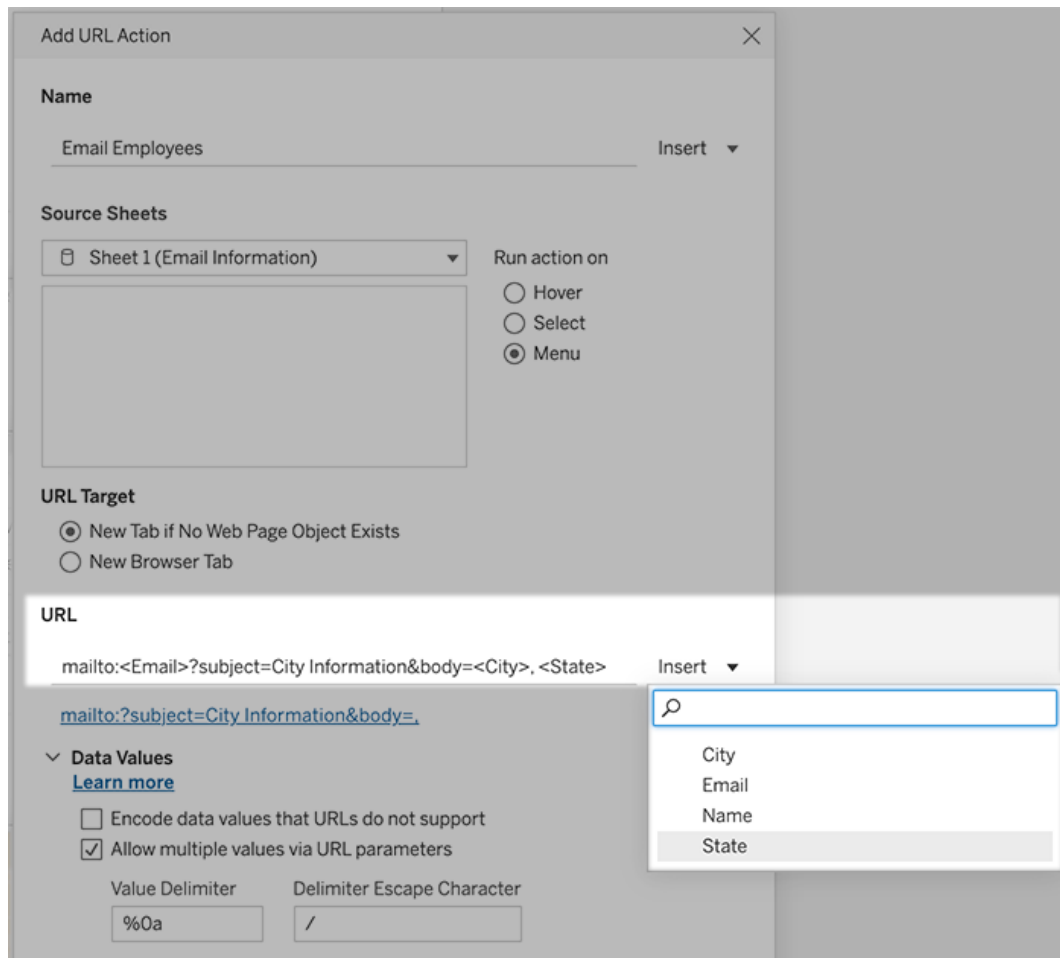 Add URL Action
Name
Email Employees Insert
Source Sheets
Sheet 1 (Email Information) Run action on
Hover
Select
Menu
URL Target
New Tab if No Web Page Object Exists
New Browser Tab
URL
mailto:<Email>?subject=City Information&body=<City>, <State> Insert
mailto:?subject=City Information&body=,
City
Email
Name
State
Data Values
Learn more
Encode data values that URLs do not support
Allow multiple values via URL parameters
Value Delimiter Delimiter Escape Character
%0a /